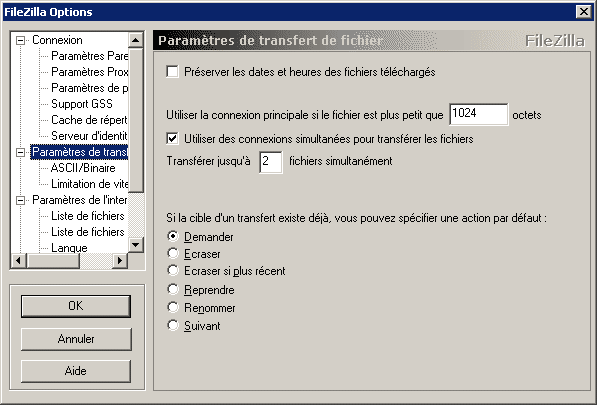 FileZilla Options
Connexion
Paramètres Pare
Paramètres Prox
Paramètres de p
Support GSS
Cache de répert
Serveur d'identit
Paramètres de transf
ASCII/Binaire
Limitation de vite
Paramètres de l'inter
Liste de fichiers
Liste de fichiers
Langue
OK
Annuler
Aide
Paramètres de transfert de fichier
FileZilla
Préserver les dates et heures des fichiers téléchargés
Utiliser la connexion principale si le fichier est plus petit que 1024 octets
Utiliser des connexions simultanées pour transférer les fichiers
Transférer jusqu'à 2 fichiers simultanément
Si la cible d'un transfert existe déjà, vous pouvez spécifier une action par défaut :
Demander
Ecraser
Ecraser si plus récent
Reprendre
Renommer
Suivant